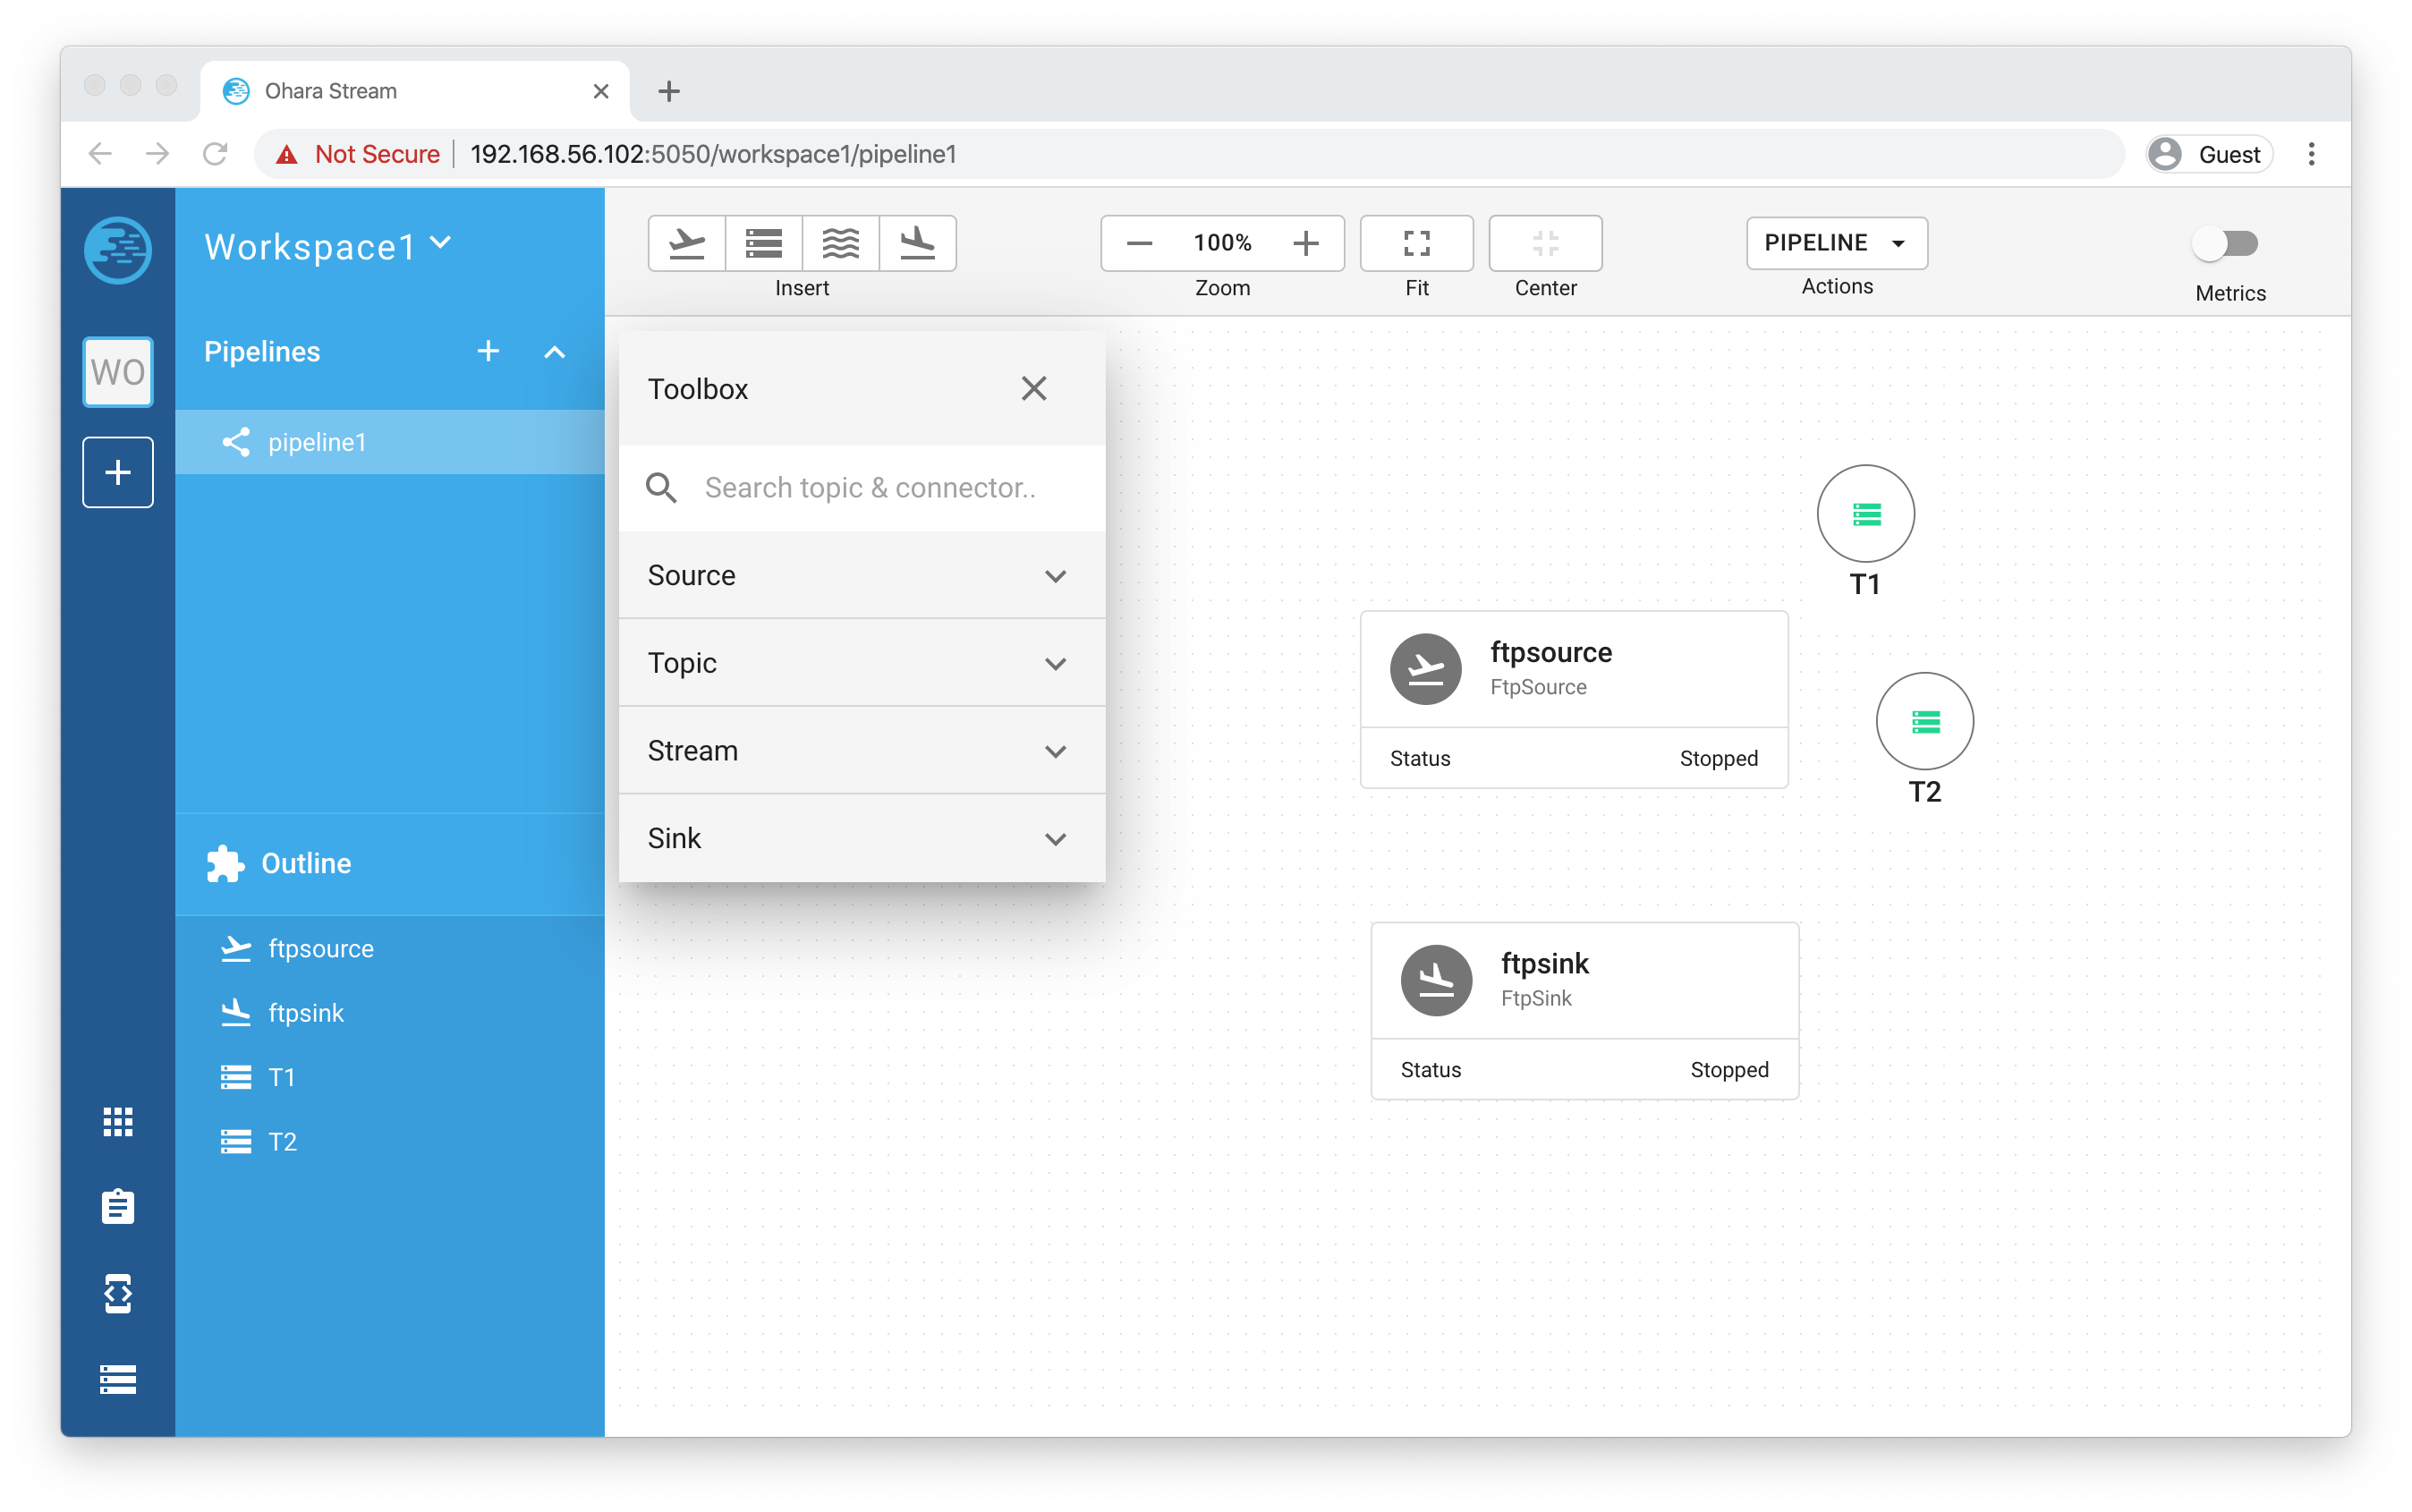 Ohara Stream
Not Secure
192.168.56.102:5050/workspace1/pipeline1
Guest
Workspace1
WO
Pipelines
pipeline1
Outline
ftpsource
ftpsink
T1
T2
Insert
100%
Zoom
Fit
Center
PIPELINE
Actions
Metrics
Toolbox
Search topic & connector..
Source
Topic
Stream
Sink
T1
ftpsource
FtpSource
Status Stopped
T2
ftpsink
FtpSink
Status Stopped